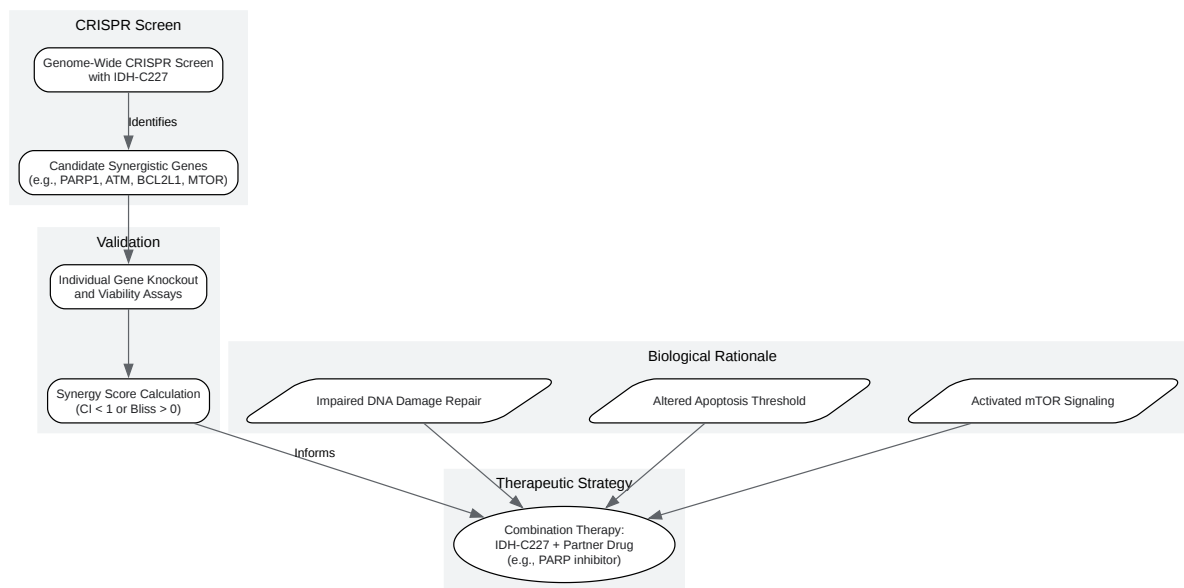 CRISPR Screen
Genome-Wide CRISPR Screen
with IDH-C227
Identifies
Candidate Synergistic Genes
(e.g., PARP1, ATM, BCL2L1, MTOR)
Validation
Individual Gene Knockout
and Viability Assays
Synergy Score Calculation
(CI < 1 or Bliss > 0)
Biological Rationale
Impaired DNA Damage Repair
Altered Apoptosis Threshold
Activated mTOR Signaling
Informs
Therapeutic Strategy
Combination Therapy:
IDH-C227 + Partner Drug
(e.g., PARP inhibitor)